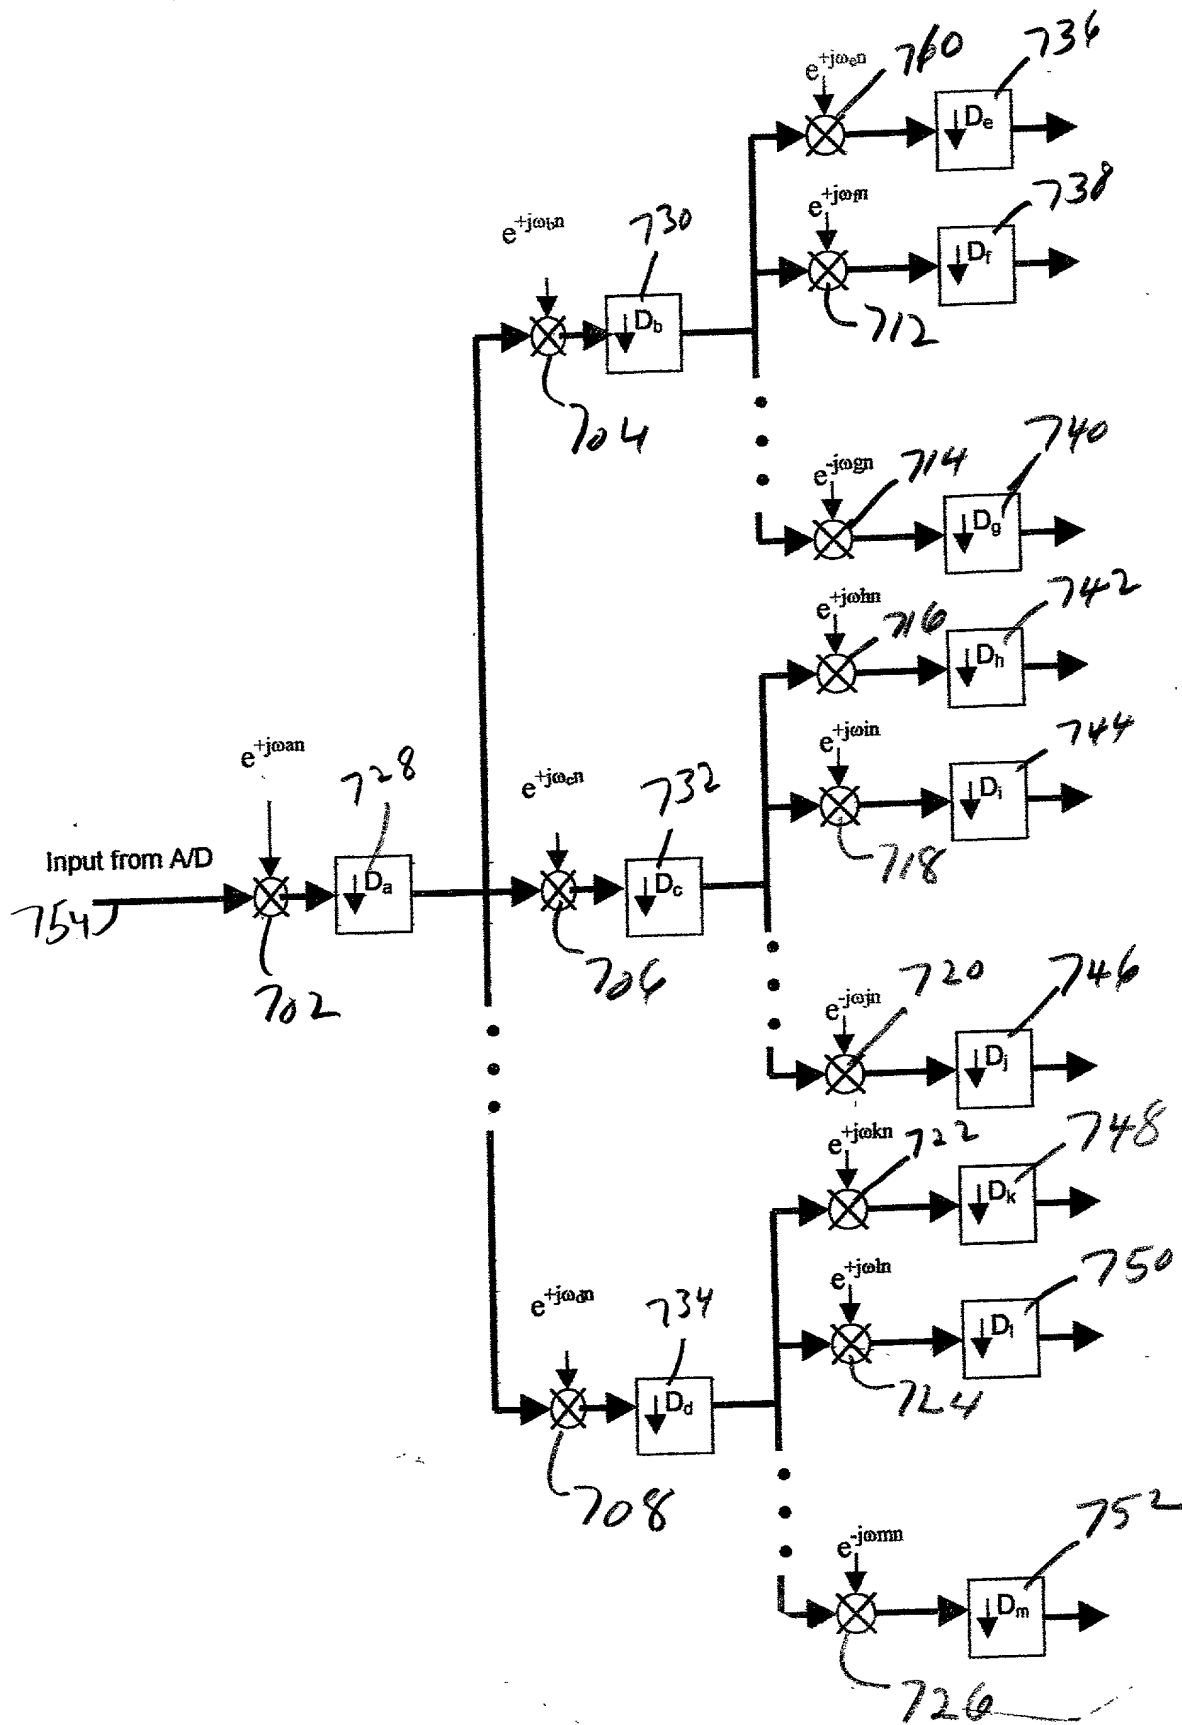 e+jωen
760
736
↓ De
e+jωfn
738
↓ Df
712
e+jωbn
730
↓ Db
704
e-jωgn
714
740
↓ Dg
e+jωhn
716
742
↓ Dh
e+jωin
744
↓ Di
718
e+jωan
728
Input from A/D
↓ Da
754
702
e+jωcn
732
↓ Dc
706
e-jωjn
720
746
↓ Dj
e+jωkn
722
748
↓ Dk
e+jωln
750
↓ Dl
724
e+jωdn
734
↓ Dd
708
e-jωmn
752
↓ Dm
726